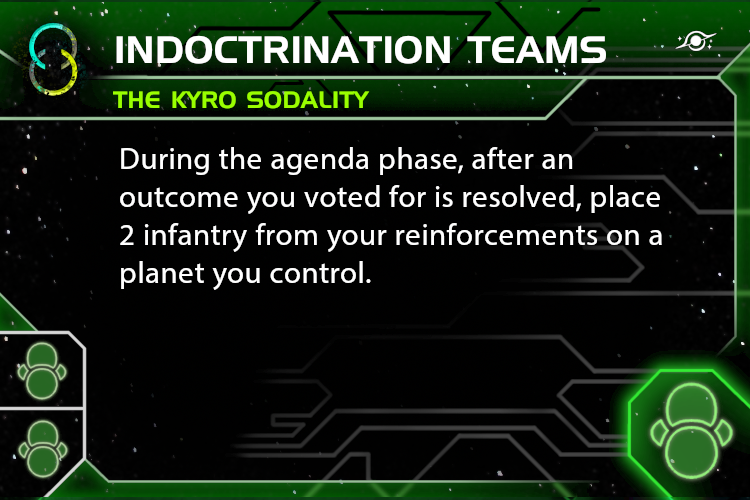 INDOCTRINATION TEAMS
THE KYRO SODALITY
During the agenda phase, after an
outcome you voted for is resolved, place
2 infantry from your reinforcements on a
planet you control.